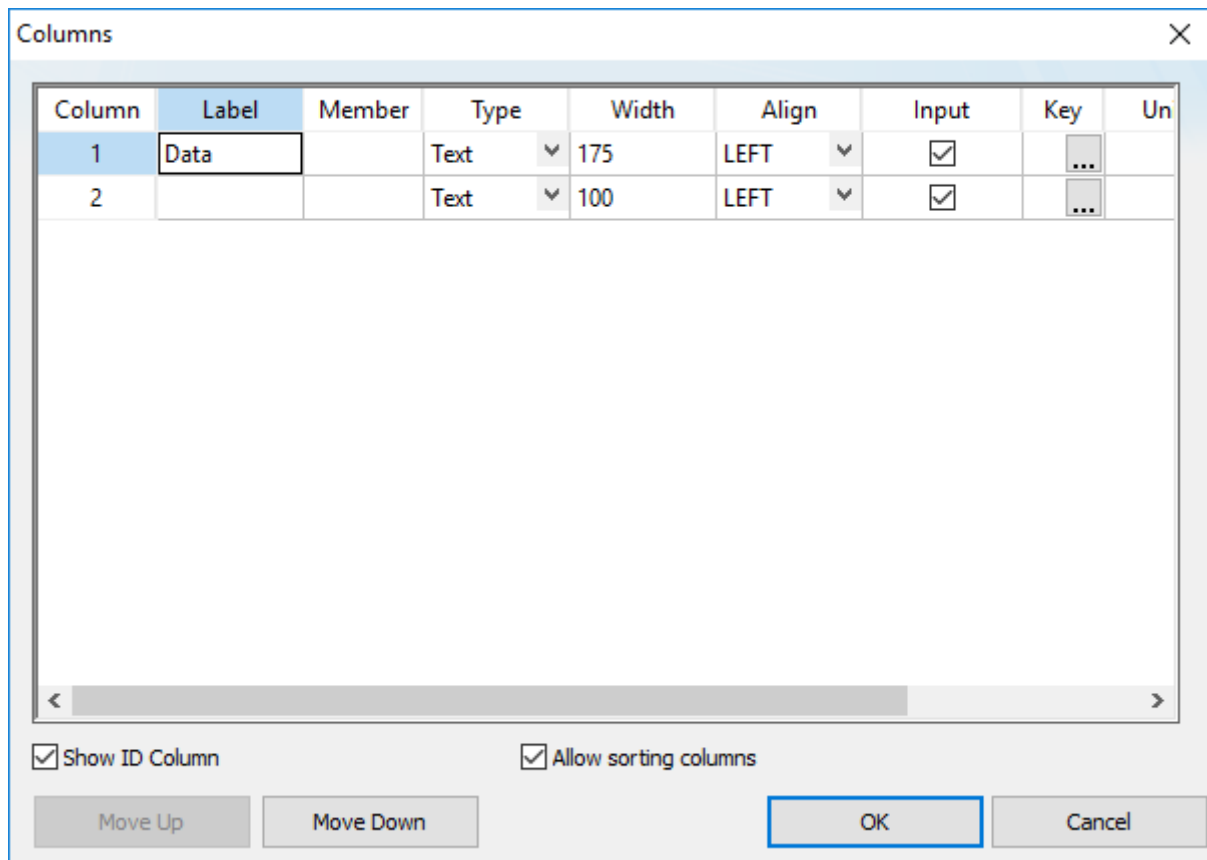 Columns
Column Label Member Type Width Align Input Key Un
1 Data Text 175 LEFT ...
2 Text 100 LEFT ...
Show ID Column Allow sorting columns
Move Up Move Down OK Cancel